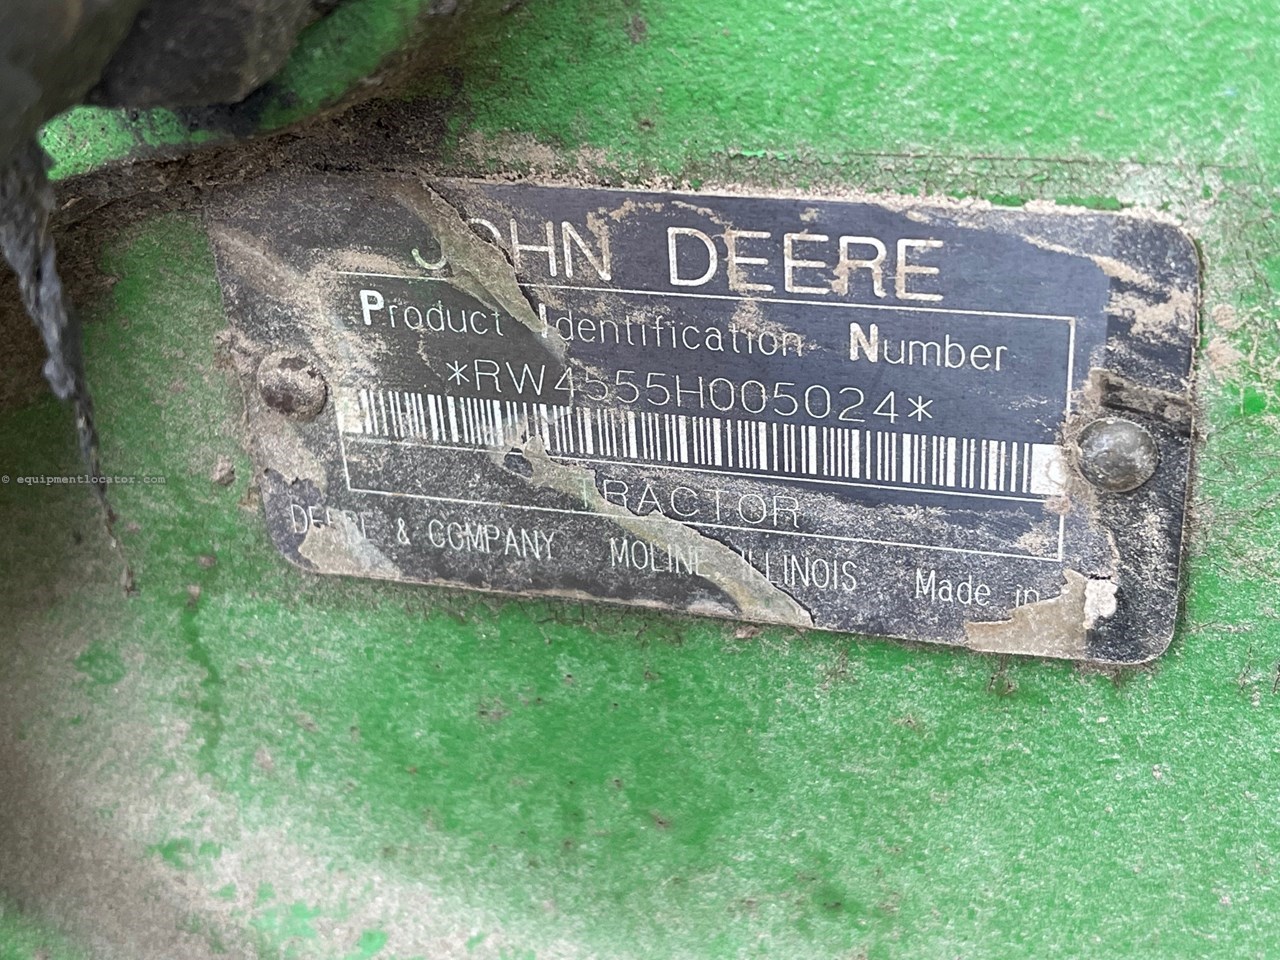 JOHN DEERE
Product Identification Number
*RW4555H005024*
TRACTOR
DEERE & COMPANY MOLINE ILLINOIS Made in
© equipmentlocator.com